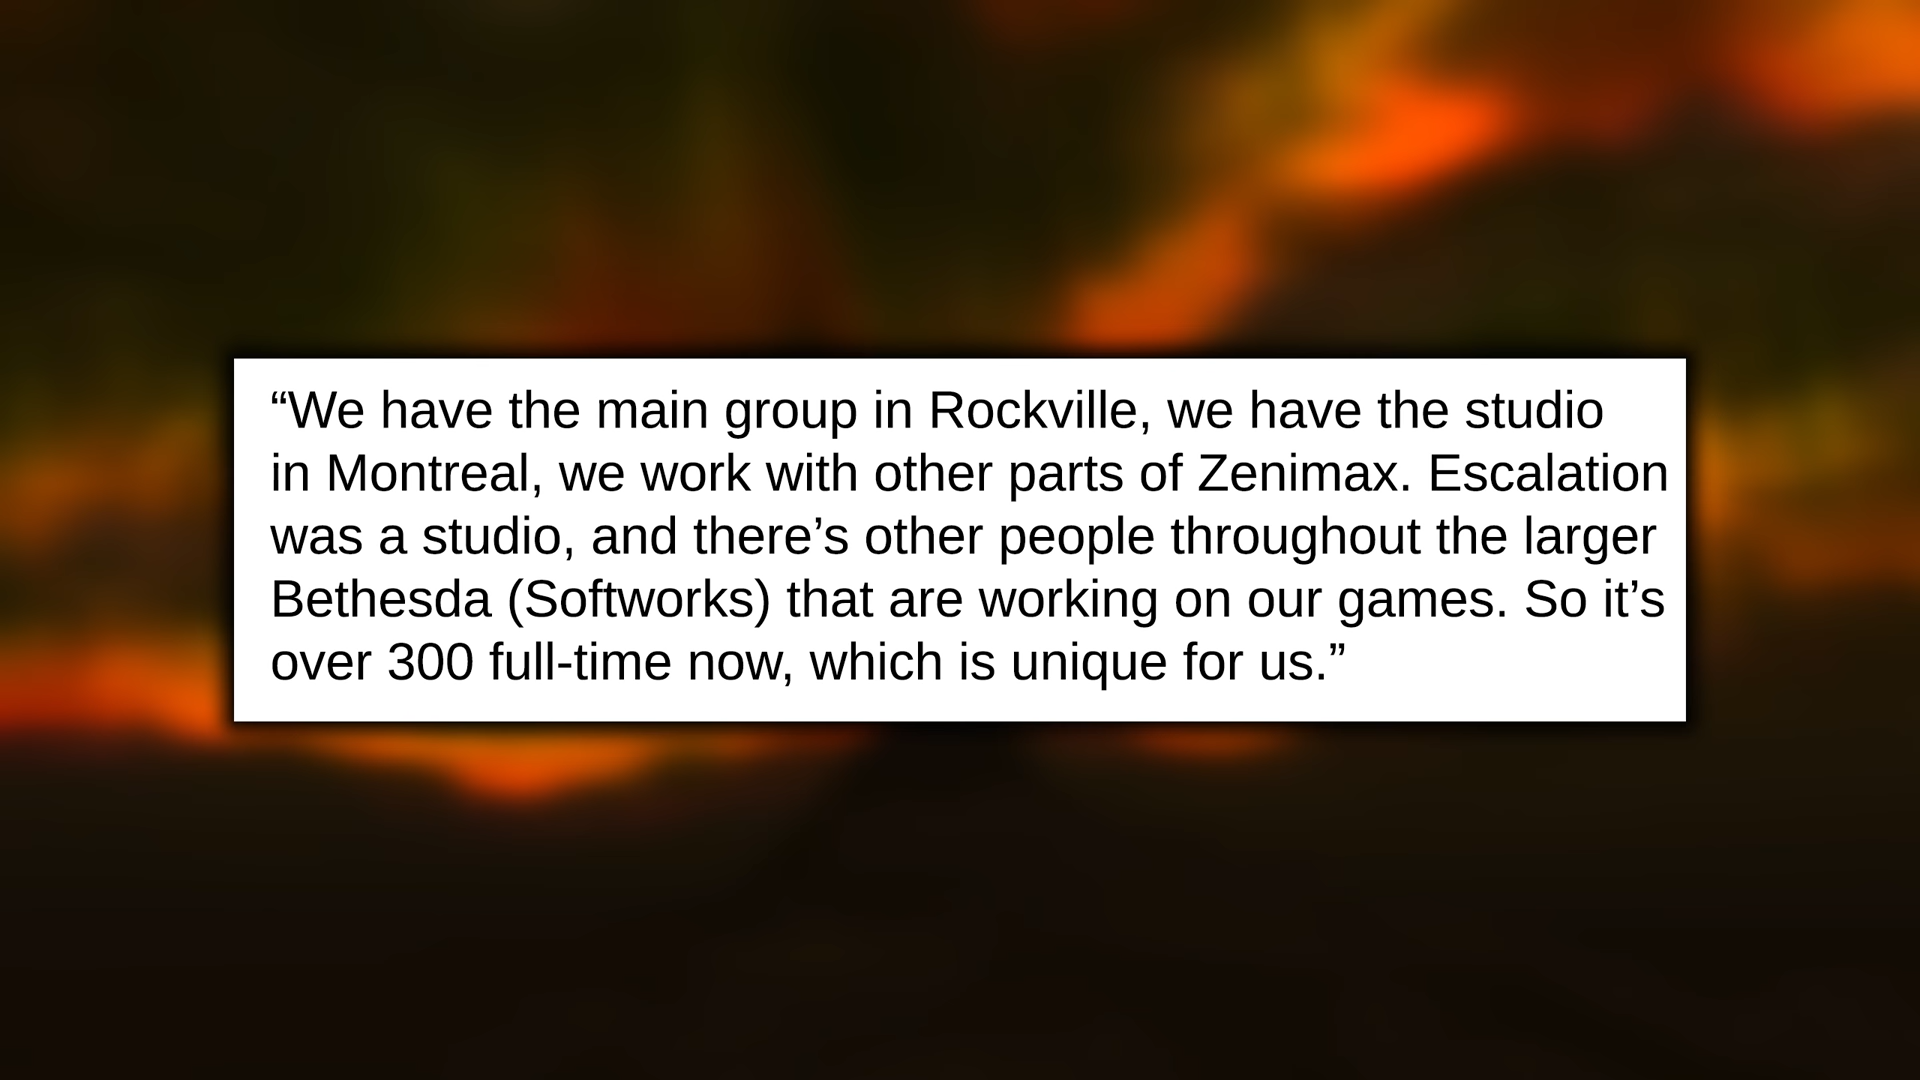 “We have the main group in Rockville, we have the studio
in Montreal, we work with other parts of Zenimax. Escalation
was a studio, and there’s other people throughout the larger
Bethesda (Softworks) that are working on our games. So it’s
over 300 full-time now, which is unique for us.”